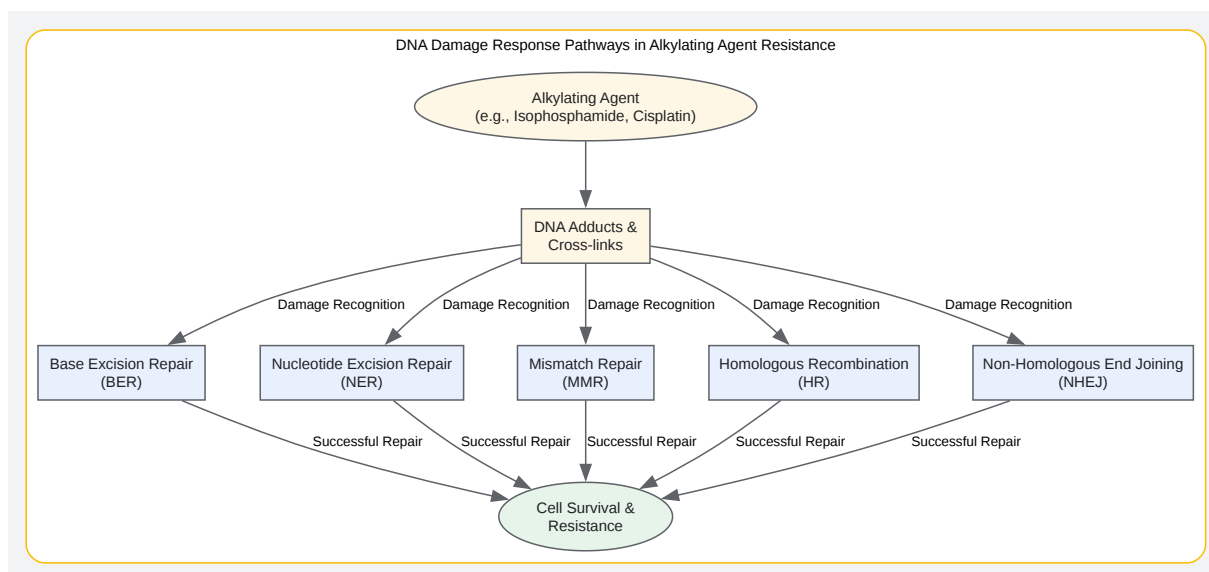 DNA Damage Response Pathways in Alkylating Agent Resistance
Alkylating Agent
(e.g., Isophosphamide, Cisplatin)
DNA Adducts &
Cross-links
Damage Recognition
Damage Recognition
Damage Recognition
Damage Recognition
Damage Recognition
Base Excision Repair
(BER)
Nucleotide Excision Repair
(NER)
Mismatch Repair
(MMR)
Homologous Recombination
(HR)
Non-Homologous End Joining
(NHEJ)
Successful Repair
Successful Repair
Successful Repair
Successful Repair
Successful Repair
Cell Survival &
Resistance